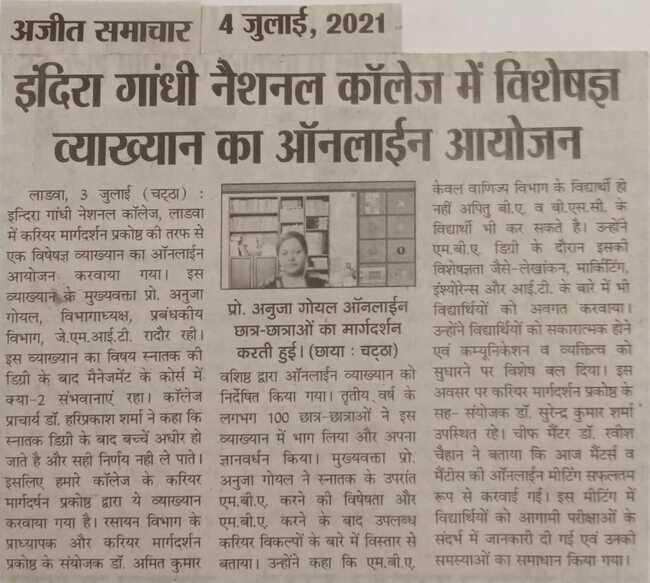 अजीत समाचार
4 जुलाई, 2021
इंदिरा गांधी नैशनल कॉलेज में विशेषज्ञ
व्याख्यान का ऑनलाईन आयोजन
लाडवा, 3 जुलाई (चट्ठा) :
इन्दिरा गांधी नेशनल कॉलेज, लाडवा
में करियर मार्गदर्शन प्रकोष्ठ की तरफ से
एक विषेषज्ञ व्याख्यान का ऑनलाईन
आयोजन करवाया गया। इस
व्याख्यान के मुख्यवक्ता प्रो. अनुजा
गोयल, विभागाध्यक्ष, प्रबंधकीय
विभाग, जे.एम.आई.टी. रादौर रही।
इस व्याख्यान का विषय स्नातक की
डिग्री के बाद मैनेजमेंट के कोर्स में
क्या-2 संभवानाएं रहा। कॉलेज
प्राचार्य डॉ. हरिप्रकाश शर्मा ने कहा कि
स्नातक डिग्री के बाद बच्चें अधीर हो
जाते है और सही निर्णय नही ले पाते।
इसलिए हमारे कॉलेज के करियर
मार्गदर्षन प्रकोष्ठ द्वारा ये व्याख्यान
करवाया गया है। रसायन विभाग के
प्राध्यापक और करियर मार्गदर्शन
प्रकोष्ठ के संयोजक डॉ. अमित कुमार
प्रो. अनुजा गोयल ऑनलाईन
छात्र-छात्राओं का मार्गदर्शन
करती हुई। (छाया : चट्ठा)
वशिष्ठ द्वारा ऑनलाईन व्याख्यान को
निर्देषित किया गया। तृतीय वर्ष के
लगभग 100 छात्र-छात्राओं ने इस
व्याख्यान में भाग लिया और अपना
ज्ञानवर्धन किया। मुख्यवक्ता प्रो.
अनुजा गोयल ने स्नातक के उपरांत
एम.बी.ए. करने की विषेषता और
एम.बी.ए. करने के बाद उपलब्ध
करियर विकल्पों के बारे में विस्तार से
बताया। उन्होंने कहा कि एम.बी.ए.
केवल वाणिज्य विभाग के विद्यार्थी ही
नहीं अपितु बी.ए. व बी.एस.सी. के
विद्यार्थी भी कर सकते है। उन्होंने
एम.बी.ए. डिग्री के दौरान इसकी
विशेषज्ञता जैसे-लेखांकन, मार्किटिंग,
इंश्योरेन्स और आई.टी. के बारे में भी
विद्यार्थियों को अवगत करवाया।
उन्होंने विद्यार्थियों को सकारात्मक होने
एवं कम्यूनिकेशन व व्यक्तित्व को
सुधारने पर विशेष बल दिया। इस
अवसर पर करियर मार्गदर्शन प्रकोष्ठ के
सह- संयोजक डॉ. सुरेन्द्र कुमार शर्मा
उपस्थित रहे। चीफ मैंटर डॉ. रवीश
चैहान ने बताया कि आज मैंटर्स व
मैंटीस की ऑनलाईन मीटिंग सफलतम
रूप से करवाई गई। इस मीटिंग में
विद्यार्थियों को आगामी परीक्षाओं के
संदर्भ में जानकारी दी गई एवं उनकी
समस्याओं का समाधान किया गया।